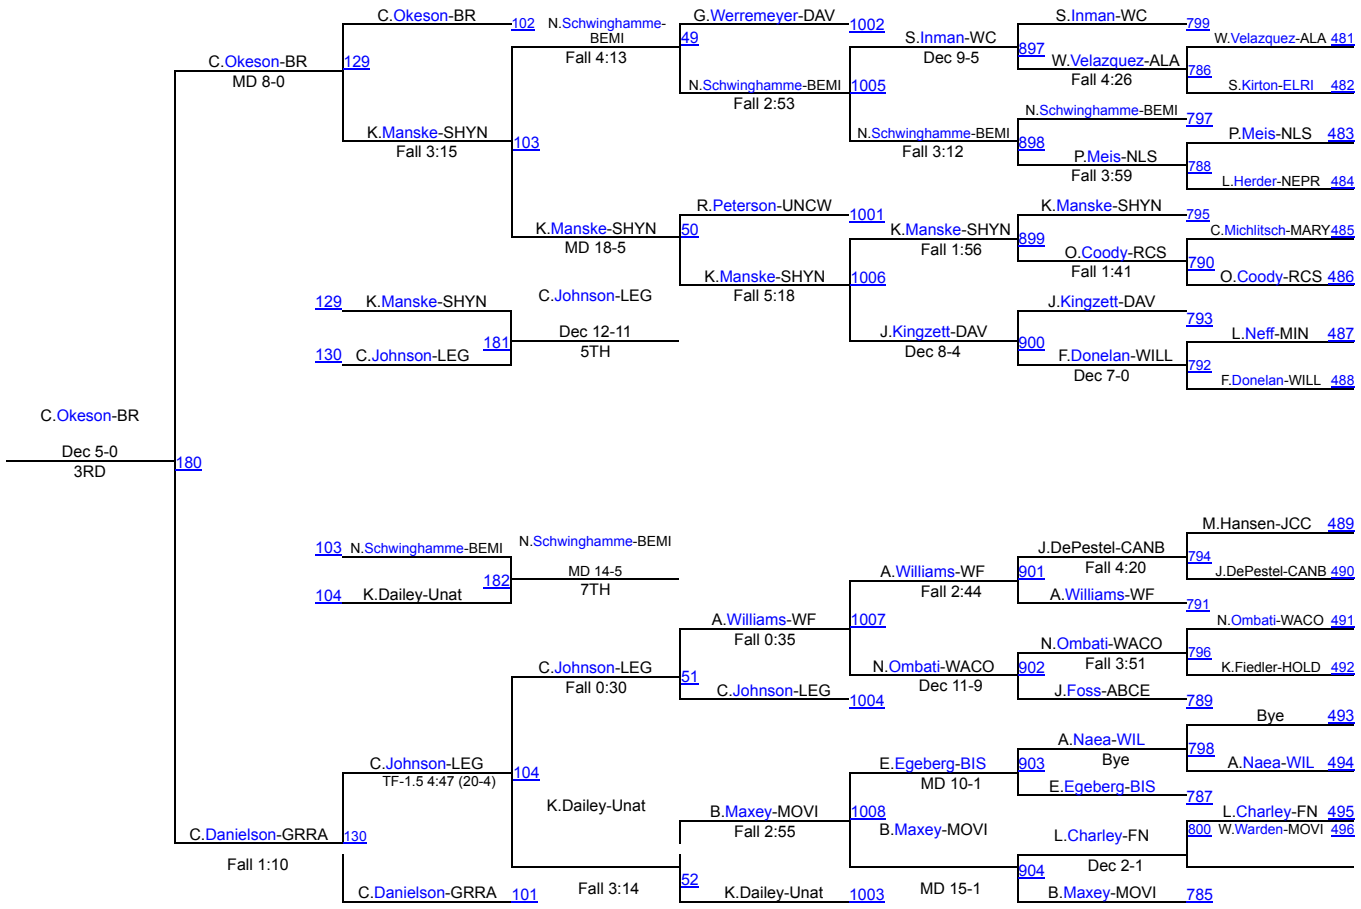 C.Okeson-BR
102
N.Schwinghamme-
BEMI
Fall 4:13
G.Werremeyer-DAV
1002
49
S.Inman-WC
799
S.Inman-WC
Dec 9-5
897
W.Velazquez-ALA 481
W.Velazquez-ALA
Fall 4:26
786
S.Kirton-ELRI 482
C.Okeson-BR
MD 8-0
129
N.Schwinghamme-BEMI
Fall 2:53
1005
N.Schwinghamme-BEMI
797
K.Manske-SHYN
Fall 3:15
103
N.Schwinghamme-BEMI
Fall 3:12
898
P.Meis-NLS 483
P.Meis-NLS
Fall 3:59
788
L.Herder-NEPR 484
R.Peterson-UNCW
1001
K.Manske-SHYN
795
K.Manske-SHYN
MD 18-5
50
K.Manske-SHYN
Fall 1:56
899
C.Michlitsch-MARY 485
O.Coody-RCS
Fall 1:41
790
O.Coody-RCS 486
K.Manske-SHYN
Fall 5:18
1006
129 K.Manske-SHYN
C.Johnson-LEG
J.Kingzett-DAV
793
181
Dec 12-11
5TH
130 C.Johnson-LEG
J.Kingzett-DAV
Dec 8-4
900
L.Neff-MIN 487
F.Donelan-WILL
Dec 7-0
792
F.Donelan-WILL 488
C.Okeson-BR
Dec 5-0
3RD
180
M.Hansen-JCC 489
103 N.Schwinghamme-BEMI
N.Schwinghamme-BEMI
J.DePestel-CANB
Fall 4:20
794
J.DePestel-CANB 490
182
MD 14-5
7TH
104 K.Dailey-Unat
A.Williams-WF
Fall 2:44
901
A.Williams-WF
791
A.Williams-WF
Fall 0:35
1007
N.Ombati-WACO 491
N.Ombati-WACO
Fall 3:51
796
K.Fiedler-HOLD 492
C.Johnson-LEG
Fall 0:30
51
N.Ombati-WACO
Dec 11-9
902
C.Johnson-LEG
1004
J.Foss-ABCE
789
Bye 493
A.Naea-WIL
Bye
798
A.Naea-WIL 494
C.Johnson-LEG
TF-1.5 4:47 (20-4)
104
E.Egeberg-BIS
MD 10-1
903
E.Egeberg-BIS
787
K.Dailey-Unat
B.Maxey-MOVI
Fall 2:55
1008
L.Charley-FN 495
C.Danielson-GRRA
Fall 1:10
130
B.Maxey-MOVI
L.Charley-FN
Dec 2-1
800
W.Warden-MOVI 496
C.Danielson-GRRA
101
Fall 3:14
52
K.Dailey-Unat
1003
MD 15-1
904
B.Maxey-MOVI
785